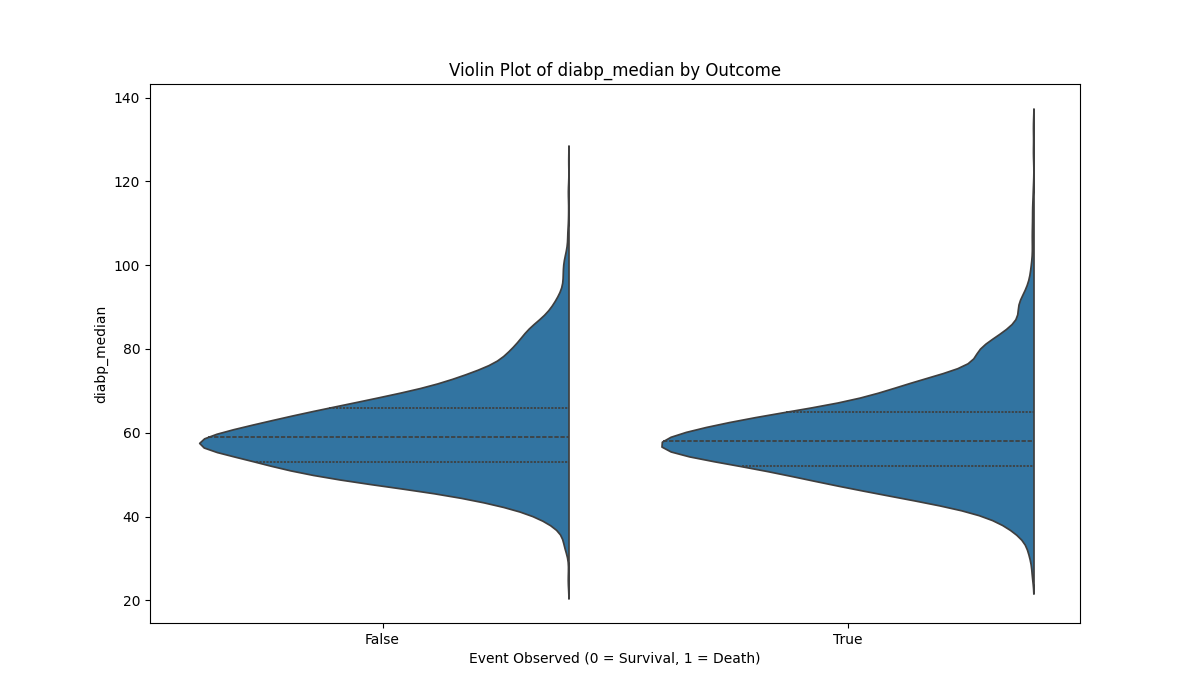 Violin Plot of diabp_median by Outcome
140
120
100
80
60
40
20
diabp_median
False
True
Event Observed (0 = Survival, 1 = Death)